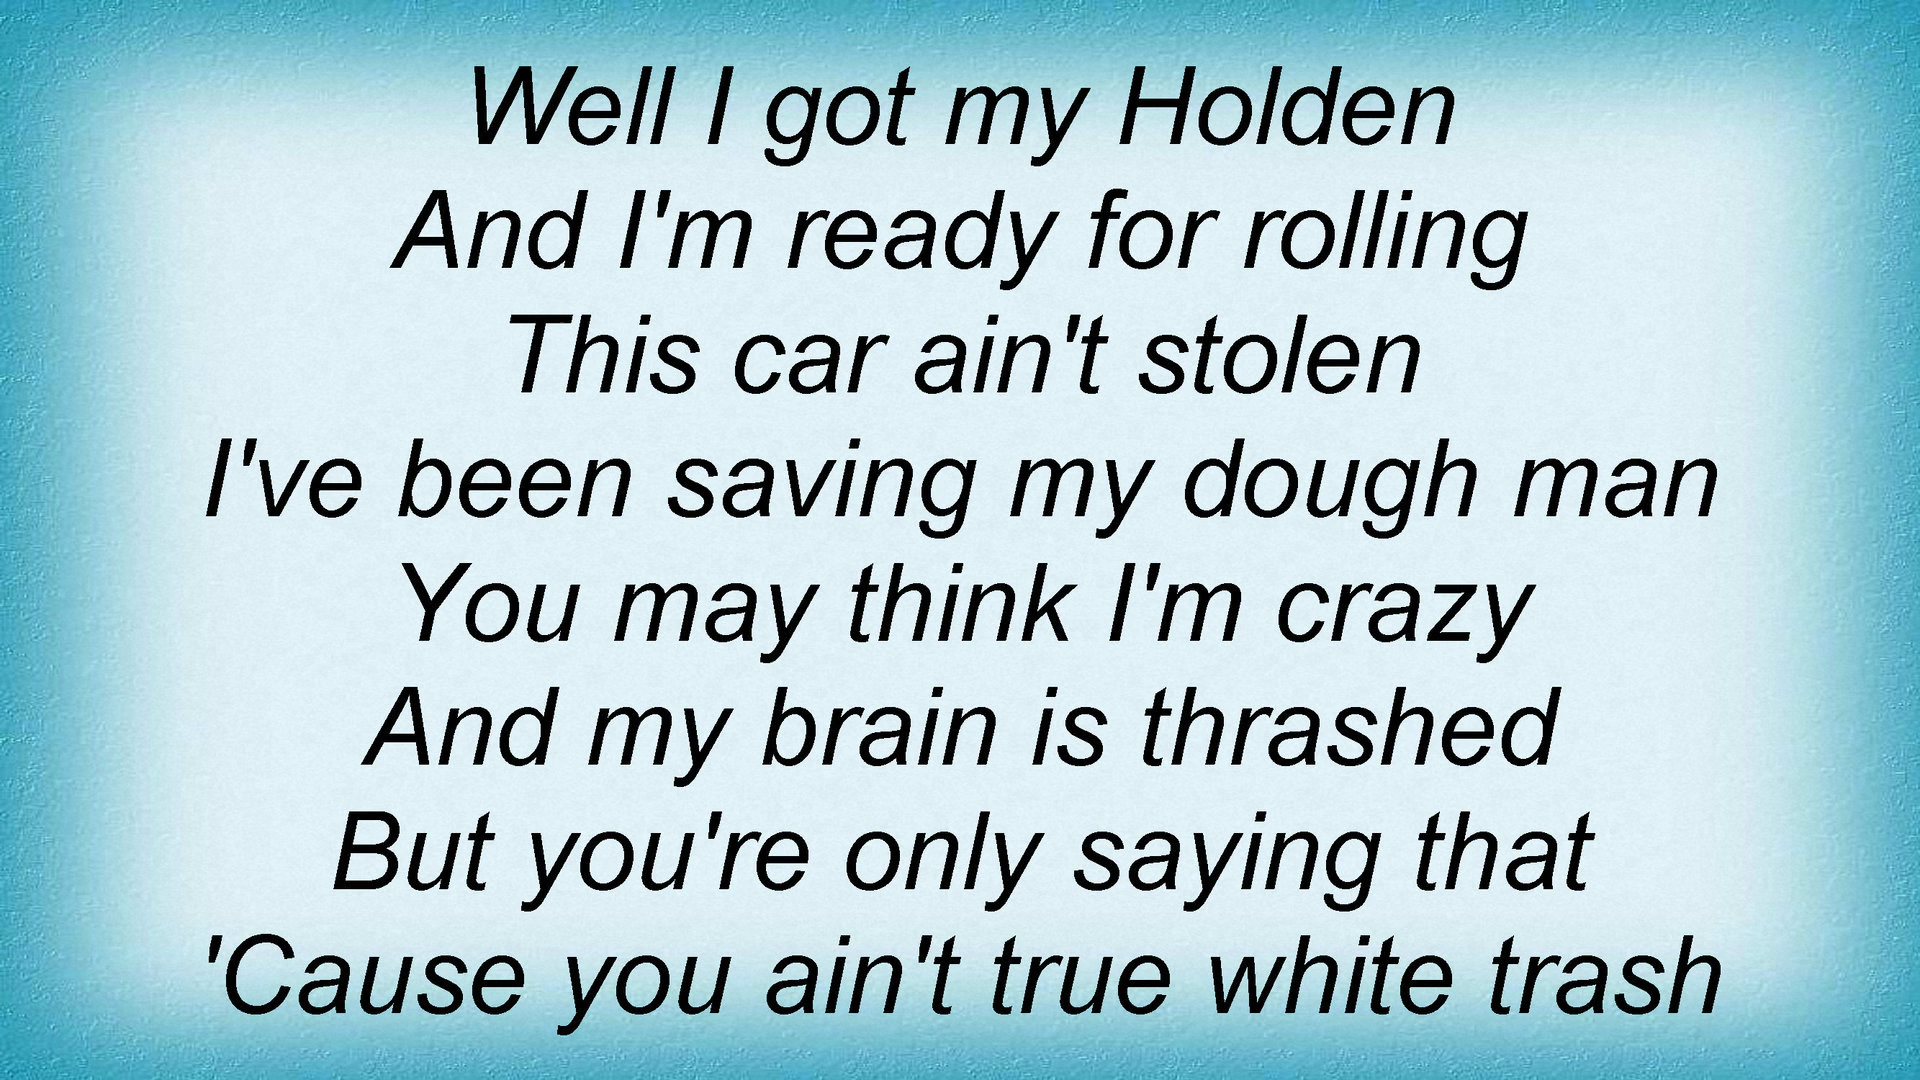 Well I got my Holden
And I'm ready for rolling
This car ain't stolen
I've been saving my dough man
You may think I'm crazy
And my brain is thrashed
But you're only saying that
'Cause you ain't true white trash